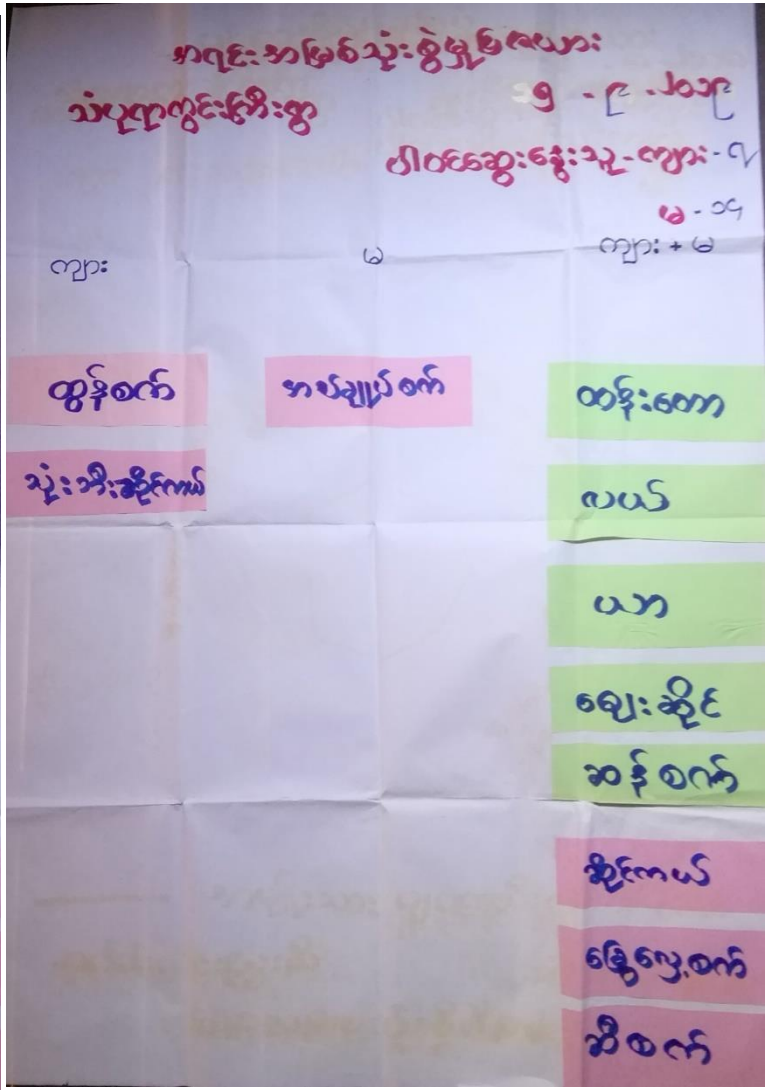 အရင်းအမြစ်သုံးစွဲမှုပြဇယား
သံပုရာကွင်းကြီးရွာ ၅ - ၉ - ၂၀၁၉
ပါဝင်ဆွေးနွေးသူ - ကျား - ၇
မ - ၁၄
ကျား မ ကျား + မ
ထွန်စက် အပ်ချုပ်စက် ထန်းတော
သုံးဘီးဆိုင်ကယ် လယ်
ယာ
ဈေးဆိုင်
ဆန်စက်
ဆိုင်ကယ်
ခြွေလှေ့စက်
ဆီစက်